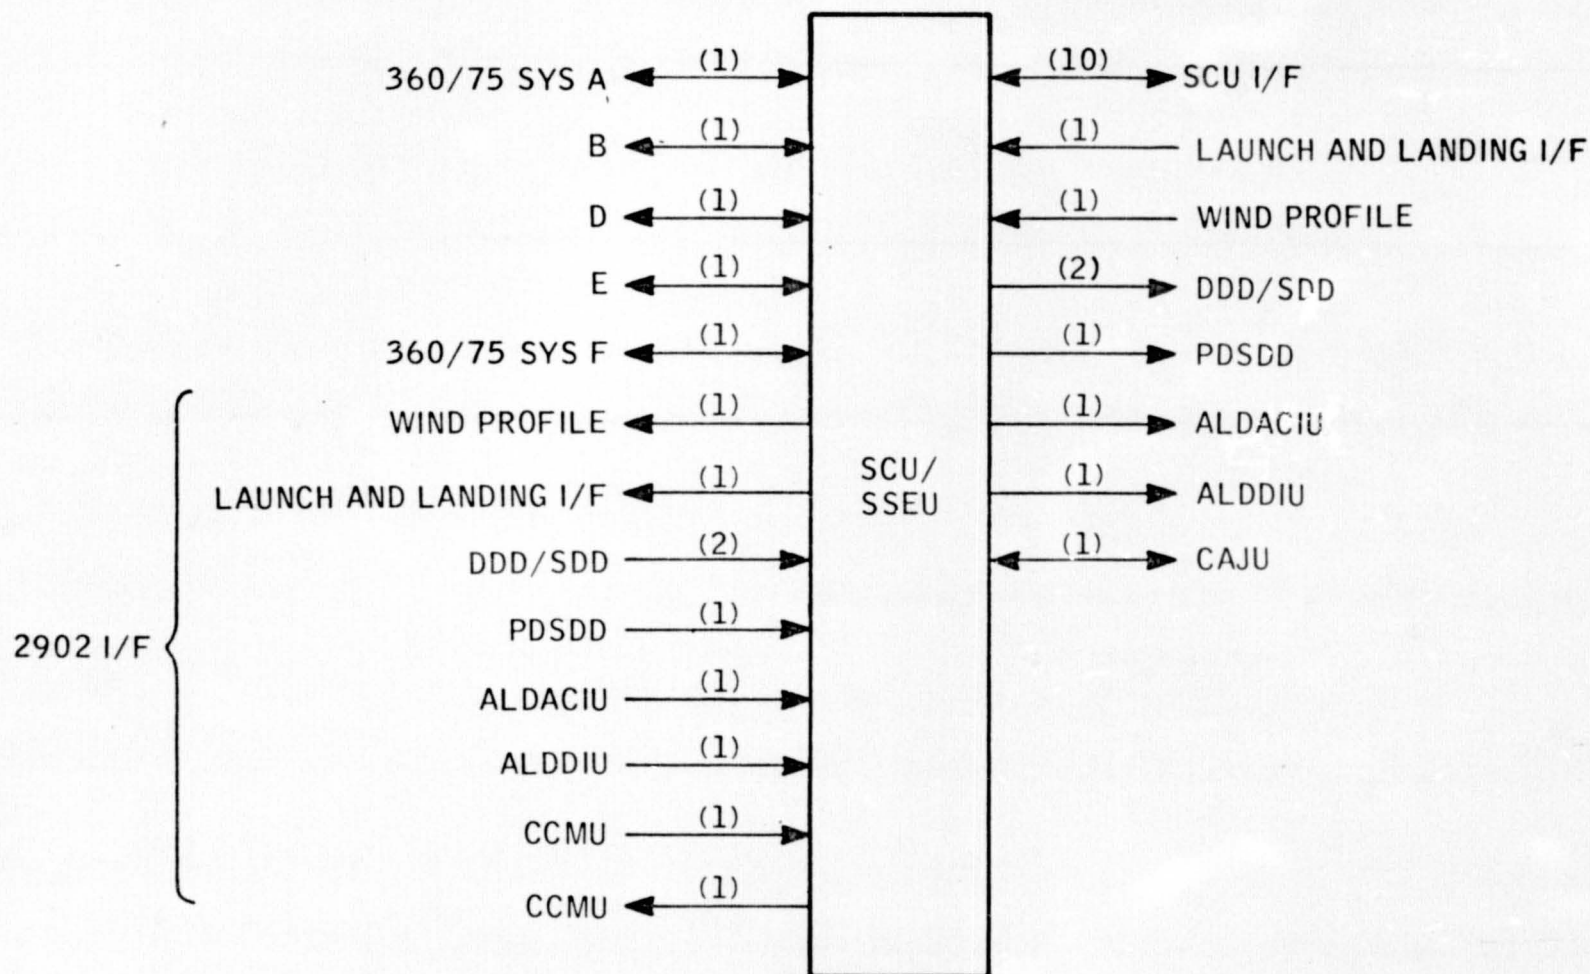 360/75 SYS A (1) (10) SCU I/F
B (1) (1) LAUNCH AND LANDING I/F
D (1) (1) WIND PROFILE
E (1) (2) DDD/SDD
360/75 SYS F (1) (1) PDSDD
WIND PROFILE (1) (1) ALDACIU
LAUNCH AND LANDING I/F (1) SCU/
SSEU (1) ALDDIU
DDD/SDD (2) (1) CAJU
PDSDD (1)
2902 I/F
ALDACIU (1)
ALDDIU (1)
CCMU (1)
CCMU (1)